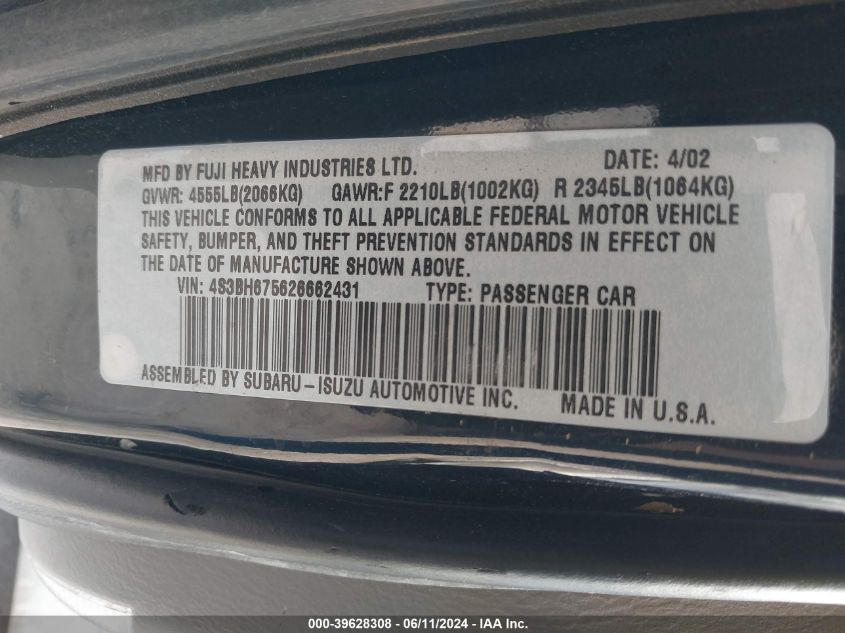 MFD BY FUJI HEAVY INDUSTRIES LTD. DATE: 4/02
GVWR: 4555LB(2066KG) GAWR:F 2210LB(1002KG) R 2345LB(1064KG)
THIS VEHICLE CONFORMS TO ALL APPLICABLE FEDERAL MOTOR VEHICLE
SAFETY, BUMPER, AND THEFT PREVENTION STANDARDS IN EFFECT ON
THE DATE OF MANUFACTURE SHOWN ABOVE.
VIN: 4S3BH675626662431 TYPE: PASSENGER CAR
ASSEMBLED BY SUBARU-ISUZU AUTOMOTIVE INC. MADE IN U.S.A.
000-39628308 - 06/11/2024 - IAA Inc.